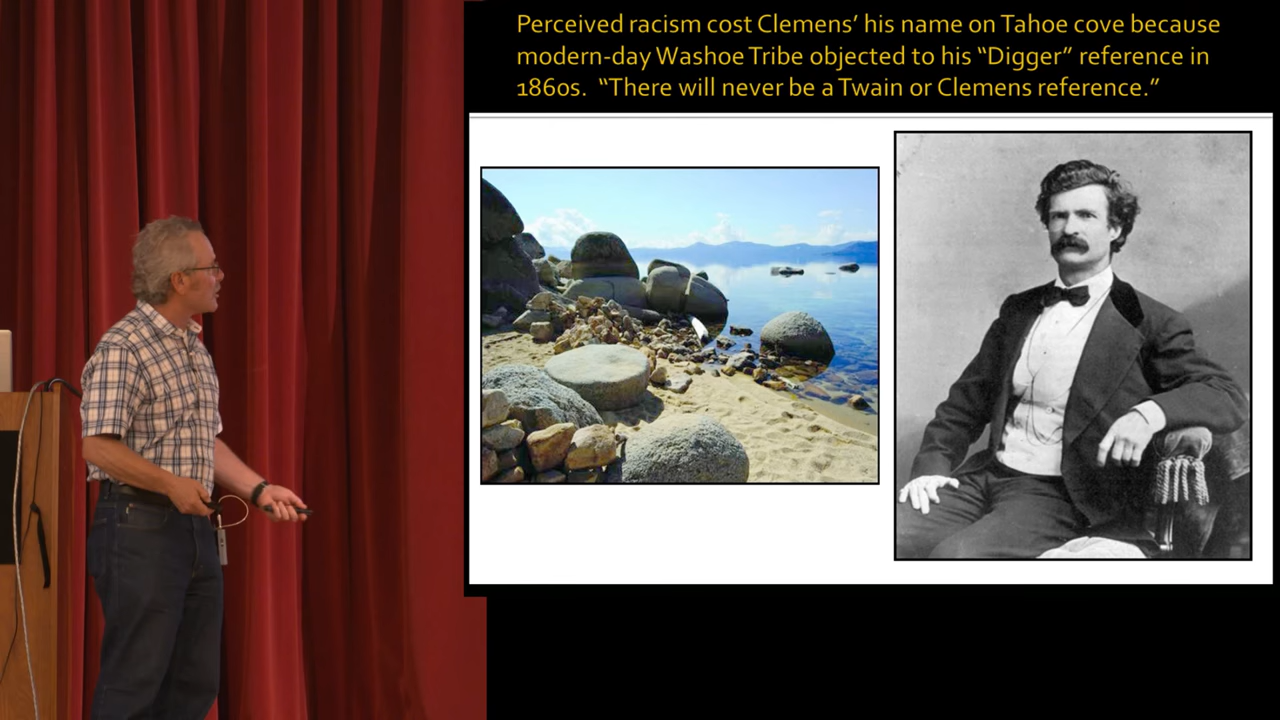 Perceived racism cost Clemens’ his name on Tahoe cove because
modern-day Washoe Tribe objected to his “Digger” reference in
1860s.  “There will never be a Twain or Clemens reference.”